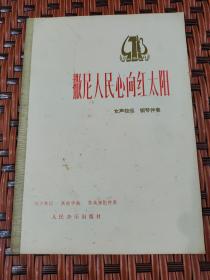 撒尼人民心向红太阳
女声独唱 钢琴伴奏
人民音乐出版社